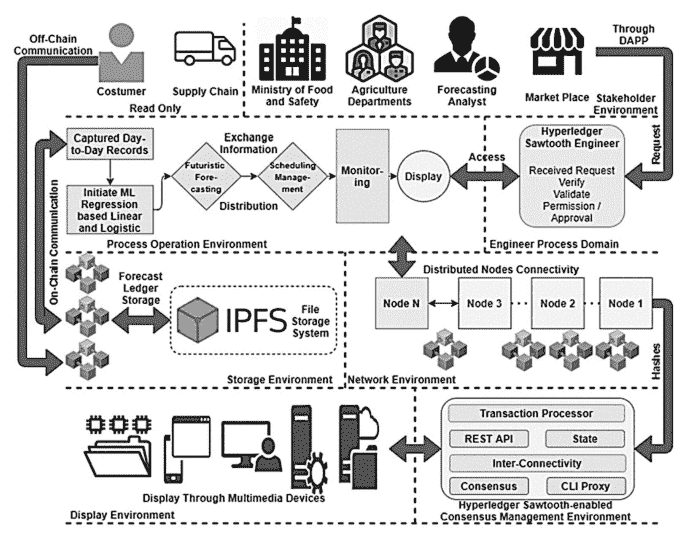 Off-Chain
Communication
Costumer
Supply Chain
Read Only
Ministry of Food
and Safety
Agriculture
Departments
Forecasting
Analyst
Market Place
Through
DAPP
Stakeholder
Environment
Request
Captured Day-
to-Day Records
Initiate ML
Regression
based Linear
and Logistic
Exchange
Information
Futuristic
Fore-
casting
Scheduling
Manage-
ment
Distribution
Monitor-
ing
Display
Access
Hyperledger
Sawtooth Engineer
Received Request
Verify
Validate
Permission /
Approval
Process Operation Environment
Engineer Process Domain
On-Chain Communication
Forecast
Ledger
Storage
IPFS
File
Storage
System
Storage Environment
Distributed Nodes Connectivity
Node N
Node 3
Node 2
Node 1
Network Environment
Hashes
Display Through Multimedia Devices
Display Environment
Transaction Processor
REST API
State
Inter-Connectivity
Consensus
CLI Proxy
Hyperledger Sawtooth-enabled
Consensus Management Environment